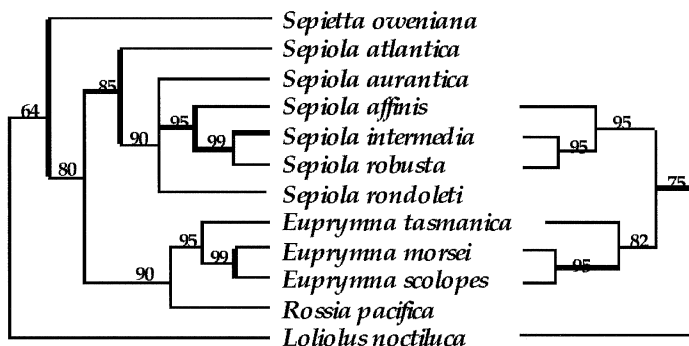 Sepietta oweniana
Sepiola atlantica
85
Sepiola aurantica
64 95 Sepiola affinis 95
90 99 Sepiola intermedia 95
80 Sepiola robusta 75
Sepiola rondoleti
Euprymna tasmanica
95 Euprymna morsei 82
90 99 Euprymna scolopes 95
Rossia pacifica
Loliolus noctiluca